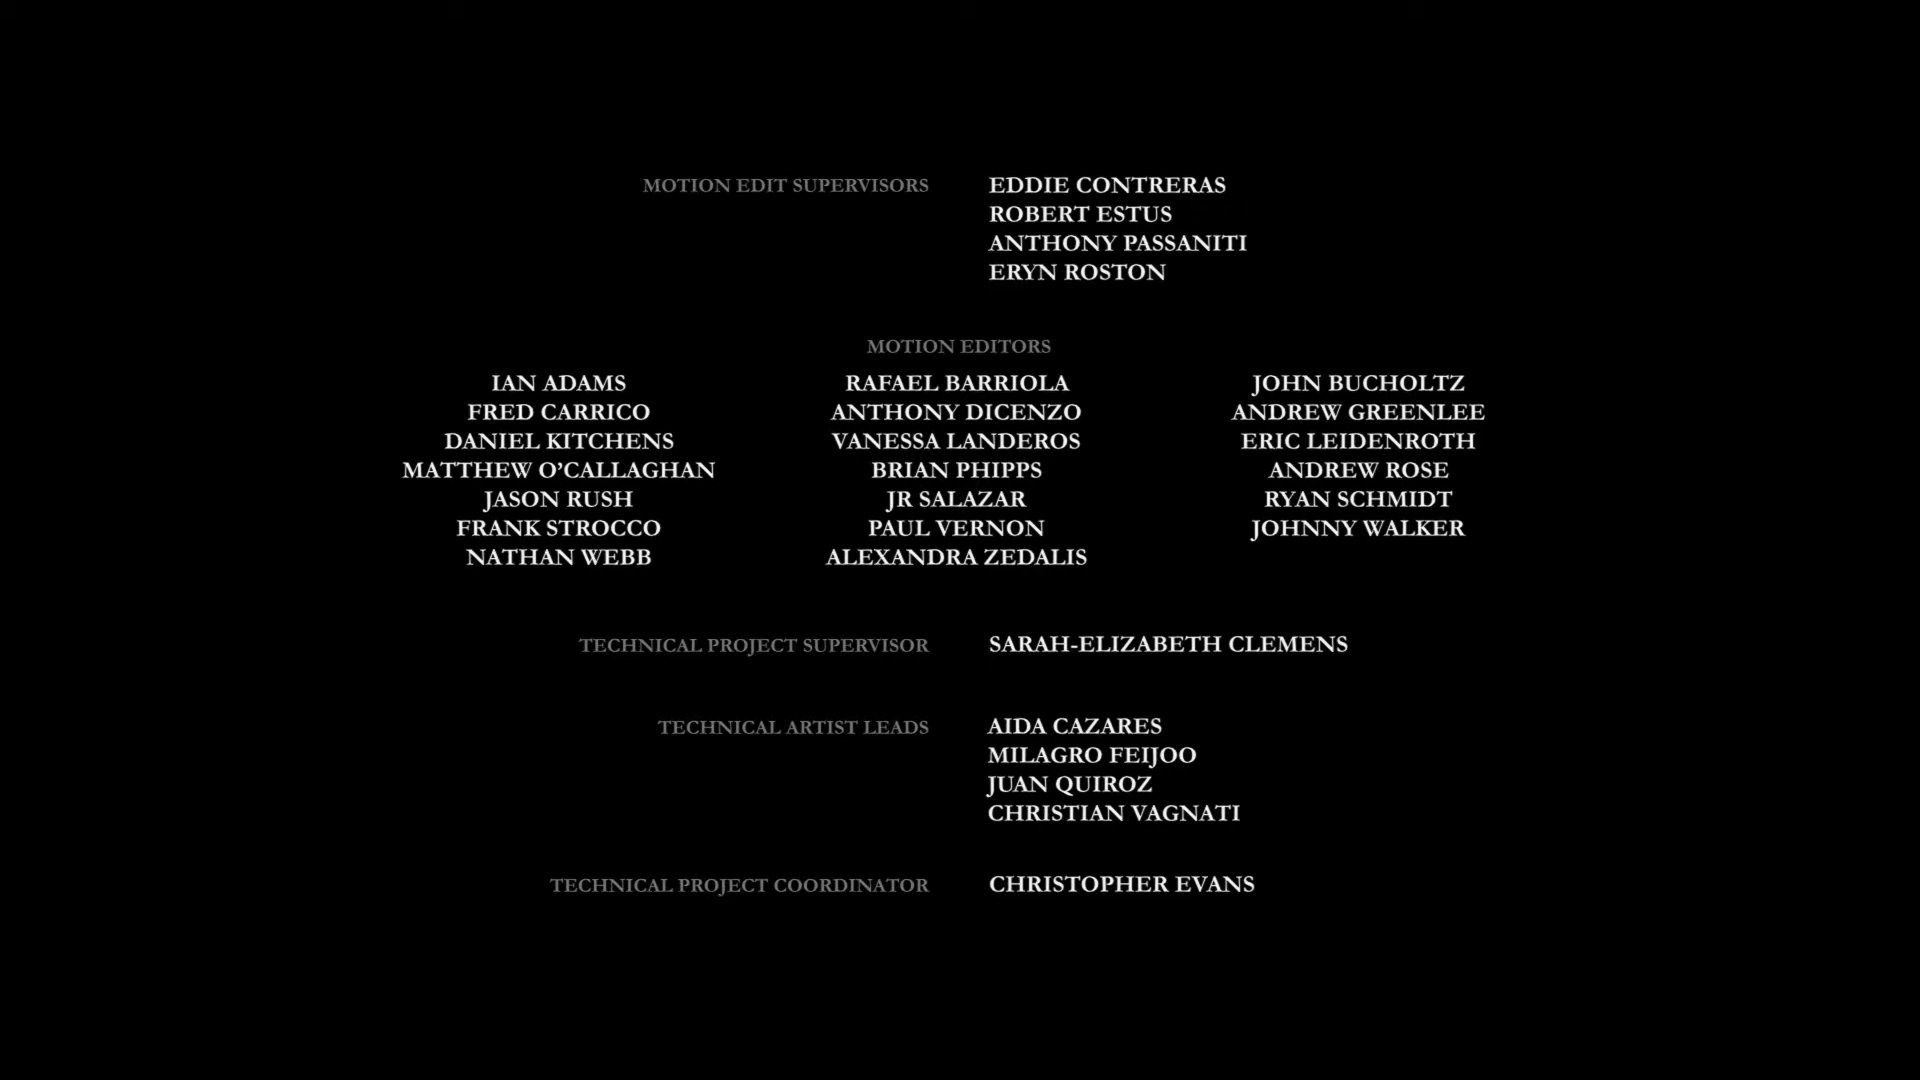 MOTION EDIT SUPERVISORS EDDIE CONTRERAS
ROBERT ESTUS
ANTHONY PASSANITI
ERYN ROSTON
MOTION EDITORS
IAN ADAMS RAFAEL BARRIOLA JOHN BUCHOLTZ
FRED CARRICO ANTHONY DICENZO ANDREW GREENLEE
DANIEL KITCHENS VANESSA LANDEROS ERIC LEIDENROTH
MATTHEW O’CALLAGHAN BRIAN PHIPPS ANDREW ROSE
JASON RUSH JR SALAZAR RYAN SCHMIDT
FRANK STROCCO PAUL VERNON JOHNNY WALKER
NATHAN WEBB ALEXANDRA ZEDALIS
TECHNICAL PROJECT SUPERVISOR SARAH-ELIZABETH CLEMENS
TECHNICAL ARTIST LEADS AIDA CAZARES
MILAGRO FEIJOO
JUAN QUIROZ
CHRISTIAN VAGNATI
TECHNICAL PROJECT COORDINATOR CHRISTOPHER EVANS